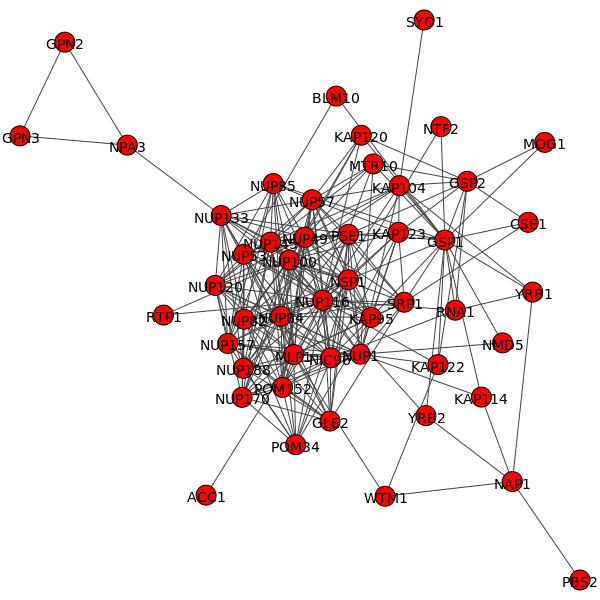 SYO1
GPN2
BLM10
NTF2
GPN3
KAP120
MOG1
NPA3
MTR10
NUP85
KAP104
GSP2
NUP57
NUP133
CSE1
NUP49
PSE1
KAP123
GSP1
NUP145
NUP53
NUP100
NSP1
NUP120
YRB1
NUP116
SRP1
RTF1
NUP82
NUP84
KAP95
RNA1
NUP157
NMD5
MLP1
NIC96
NUP1
NUP188
KAP122
POM152
NUP170
KAP114
GLE2
YRB2
POM34
NAP1
ACC1
WTM1
PBS2